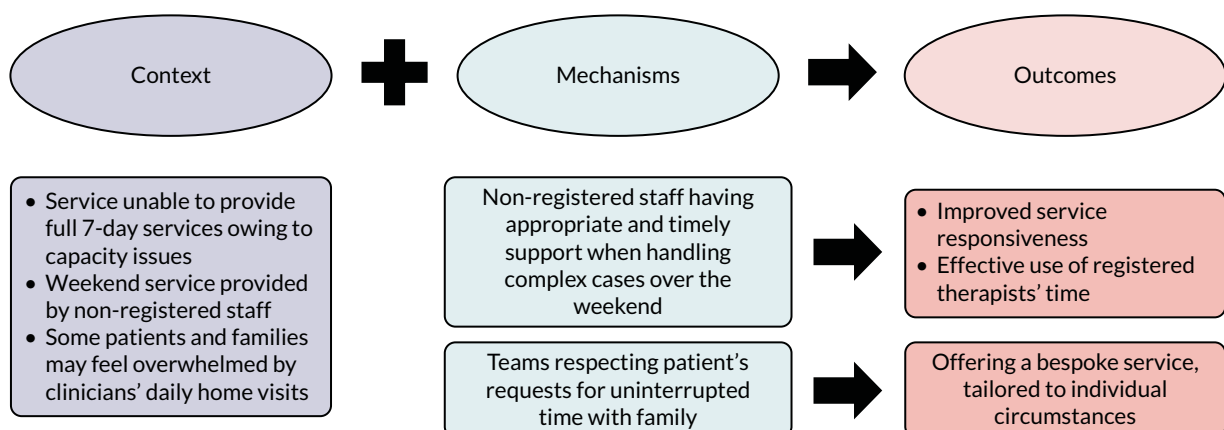 Context
Mechanisms
Outcomes
• Service unable to provide
full 7-day services owing to
capacity issues
• Weekend service provided
by non-registered staff
• Some patients and families
may feel overwhelmed by
clinicians’ daily home visits
Non-registered staff having
appropriate and timely
support when handling
complex cases over the
weekend
• Improved service
responsiveness
• Effective use of registered
therapists’ time
Teams respecting patient’s
requests for uninterrupted
time with family
Offering a bespoke service,
tailored to individual
circumstances